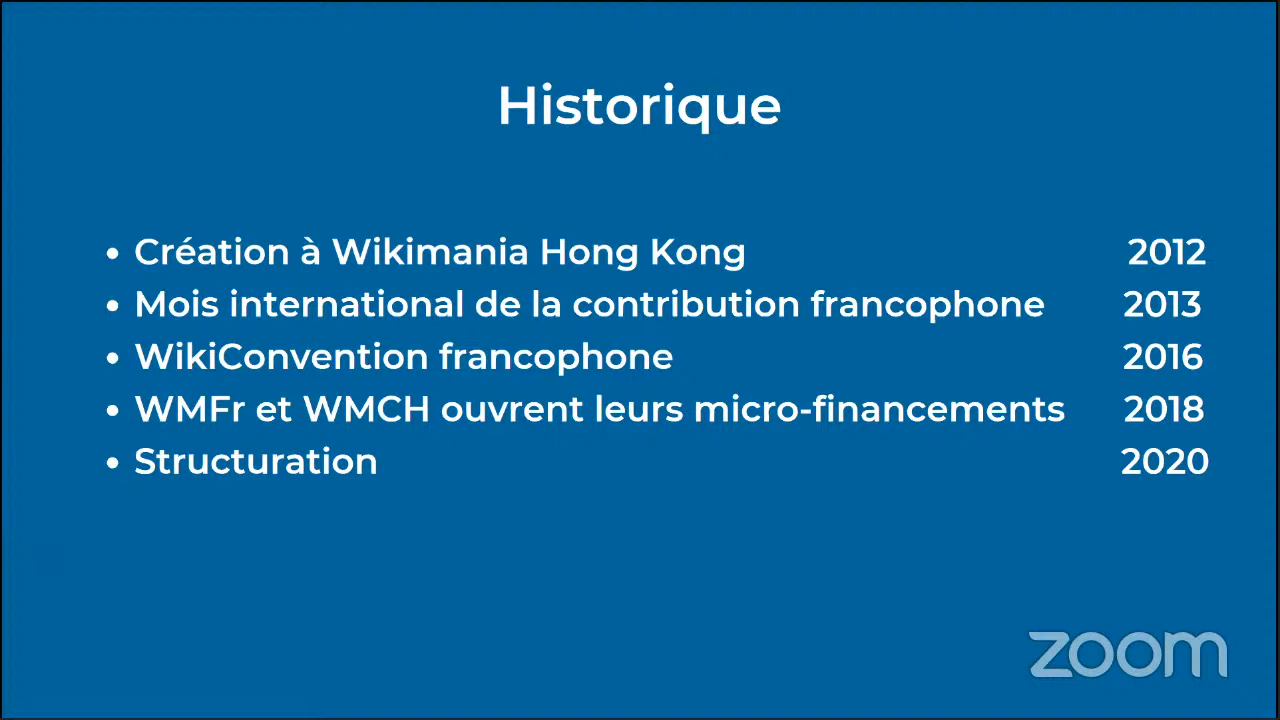 Historique
• Création à Wikimania Hong Kong 2012
• Mois international de la contribution francophone 2013
• WikiConvention francophone 2016
• WMFr et WMCH ouvrent leurs micro-financements 2018
• Structuration 2020
zoom